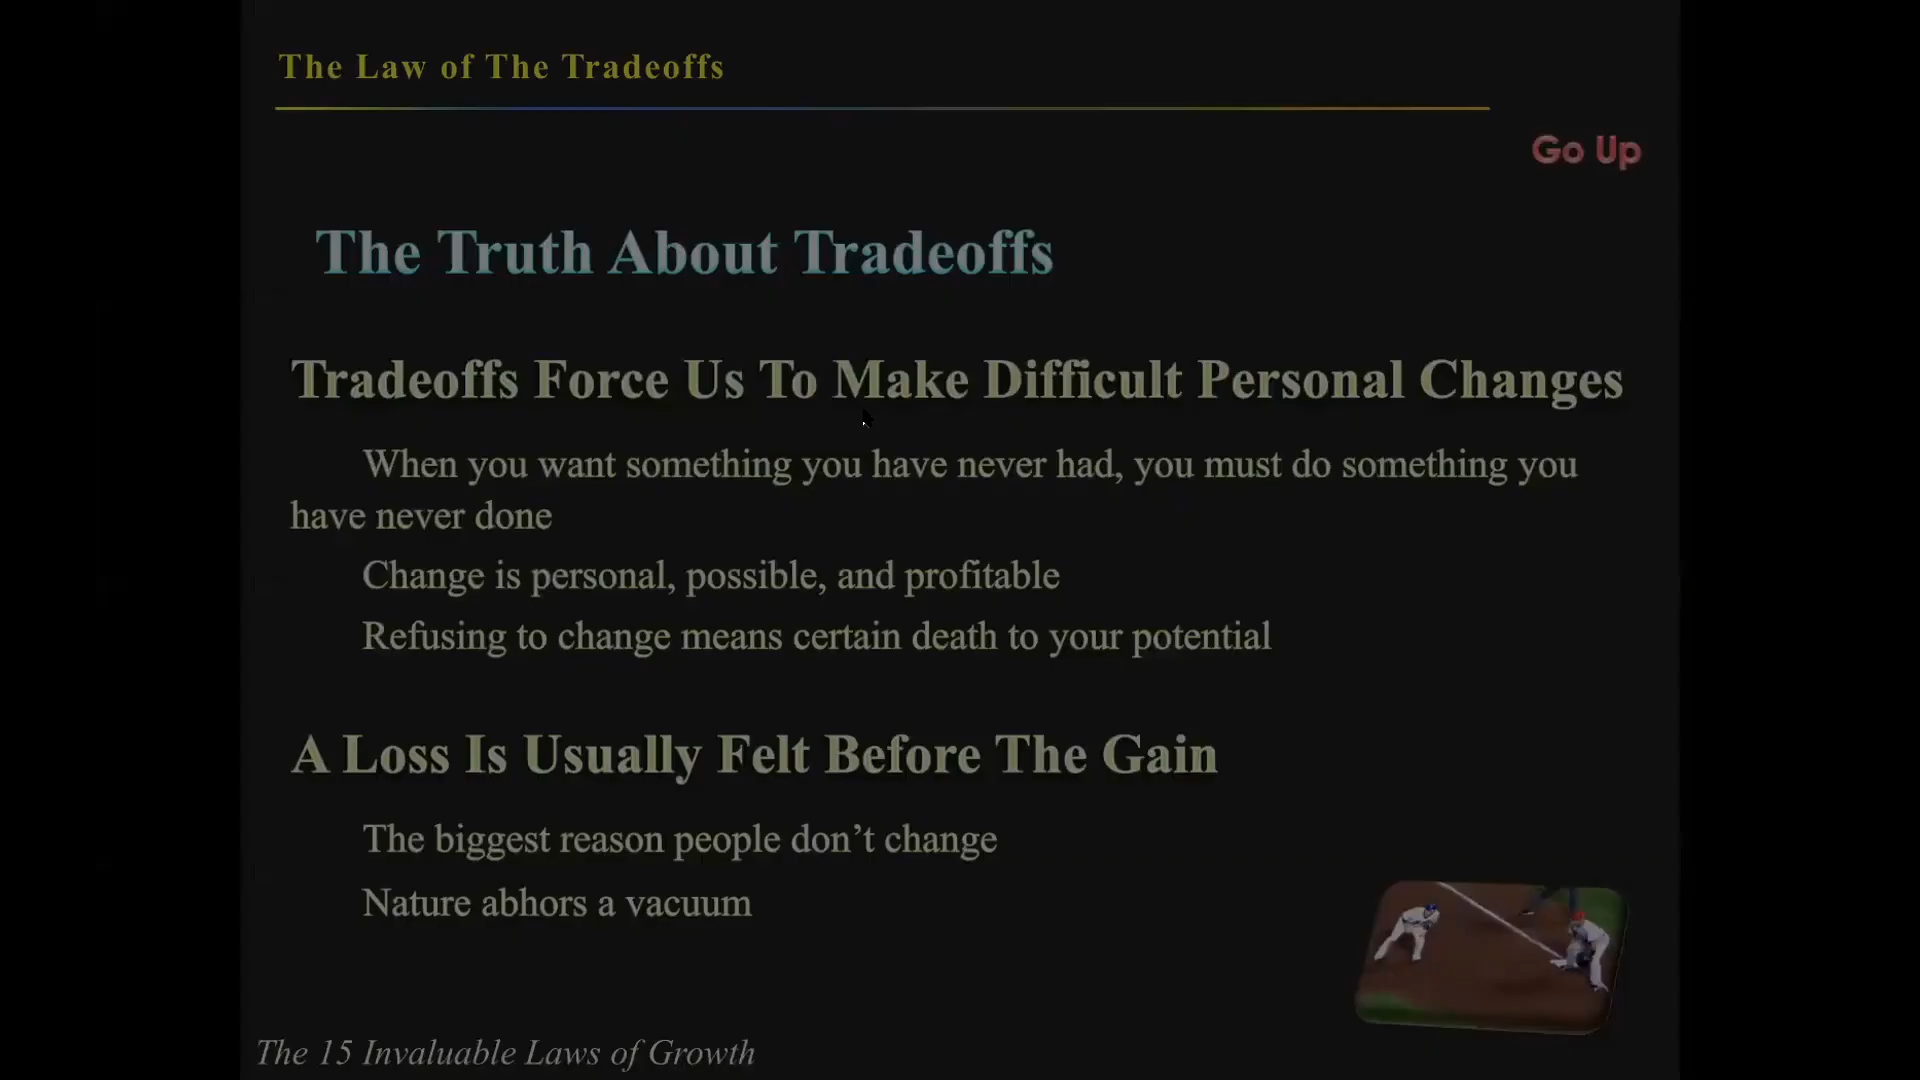 The Law of The Tradeoffs
Go Up
The Truth About Tradeoffs
Tradeoffs Force Us To Make Difficult Personal Changes
When you want something you have never had, you must do something you
have never done
Change is personal, possible, and profitable
Refusing to change means certain death to your potential
A Loss Is Usually Felt Before The Gain
The biggest reason people don’t change
Nature abhors a vacuum
The 15 Invaluable Laws of Growth